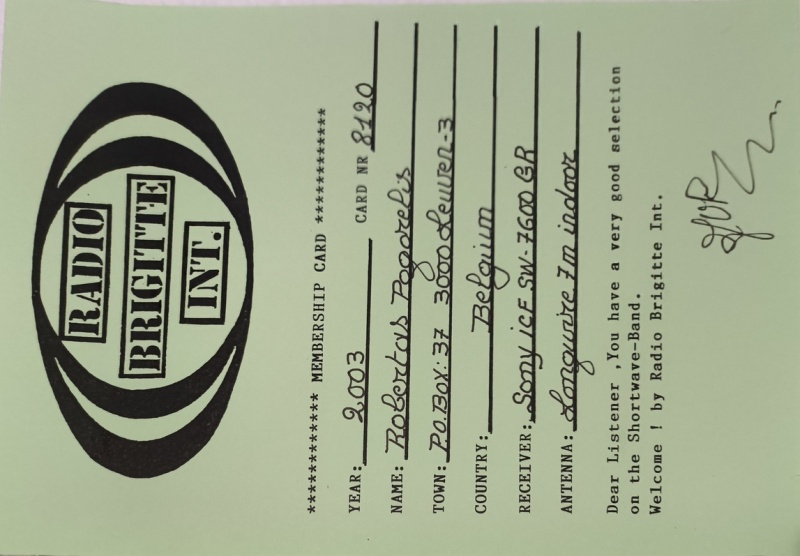 RADIO
BRIGITTE
INT.
************ MEMBERSHIP CARD ************
YEAR: 2003 CARD NR 8120
NAME: Robertas Pogorelis
TOWN: P.O.BOX: 37 3000 Leuven-3
COUNTRY: Belgium
RECEIVER: Sony iCF SW-7600 GR
ANTENNA: Longwire 7m indoor
Dear Listener ,You have a very good selection
on the Shortwave-Band.
Welcome ! by Radio Brigitte Int.